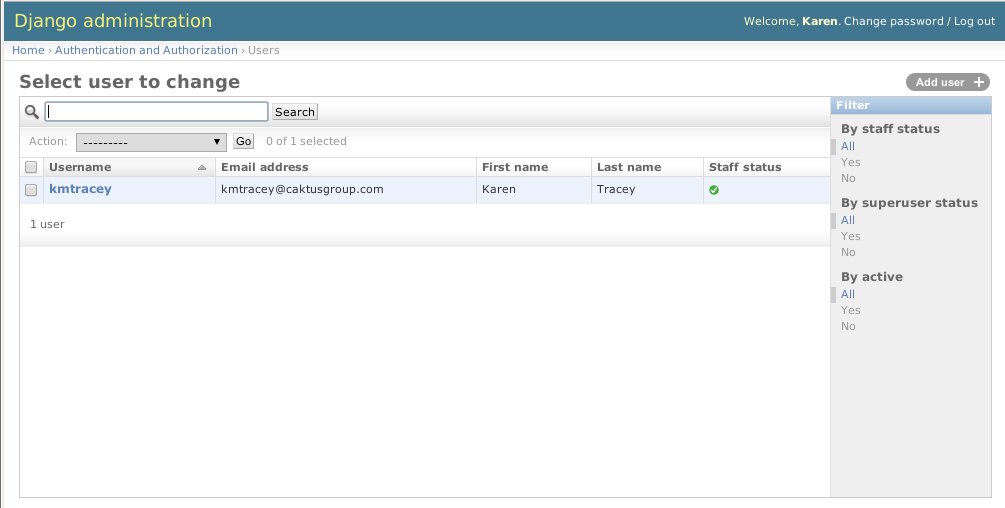 Django administration
Welcome, Karen. Change password / Log out
Home › Authentication and Authorization › Users
Select user to change
Add user +
Search
Action: --------- Go 0 of 1 selected
Username Email address First name Last name Staff status
kmtracey kmtracey@caktusgroup.com Karen Tracey
1 user
Filter
By staff status
All
Yes
No
By superuser status
All
Yes
No
By active
All
Yes
No